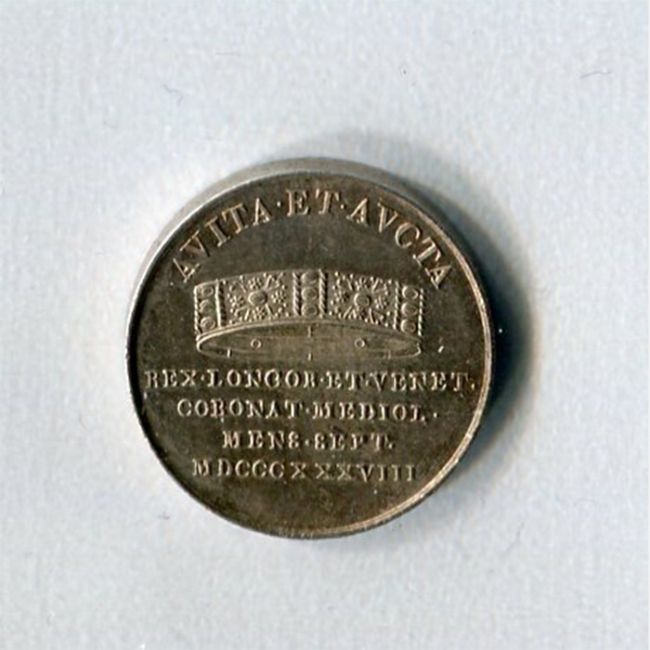 AVITA·ET·AVCTA
REX·LONGOB·ET·VENET·
CORONAT·MEDIOL·
MENS·SEPT·
MDCCCXXXVIII